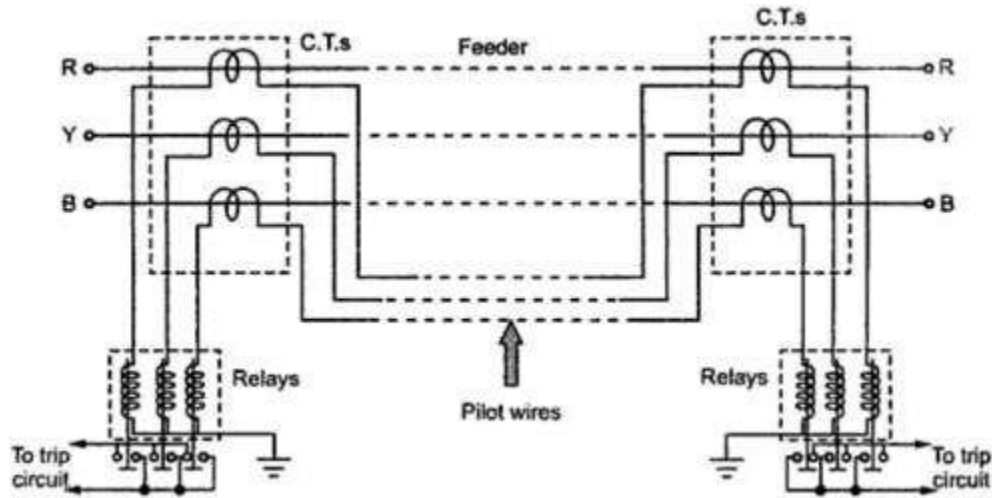 C.T.s
C.T.s
Feeder
R
R
Y
Y
B
B
Relays
Relays
Pilot wires
To trip
circuit
To trip
circuit